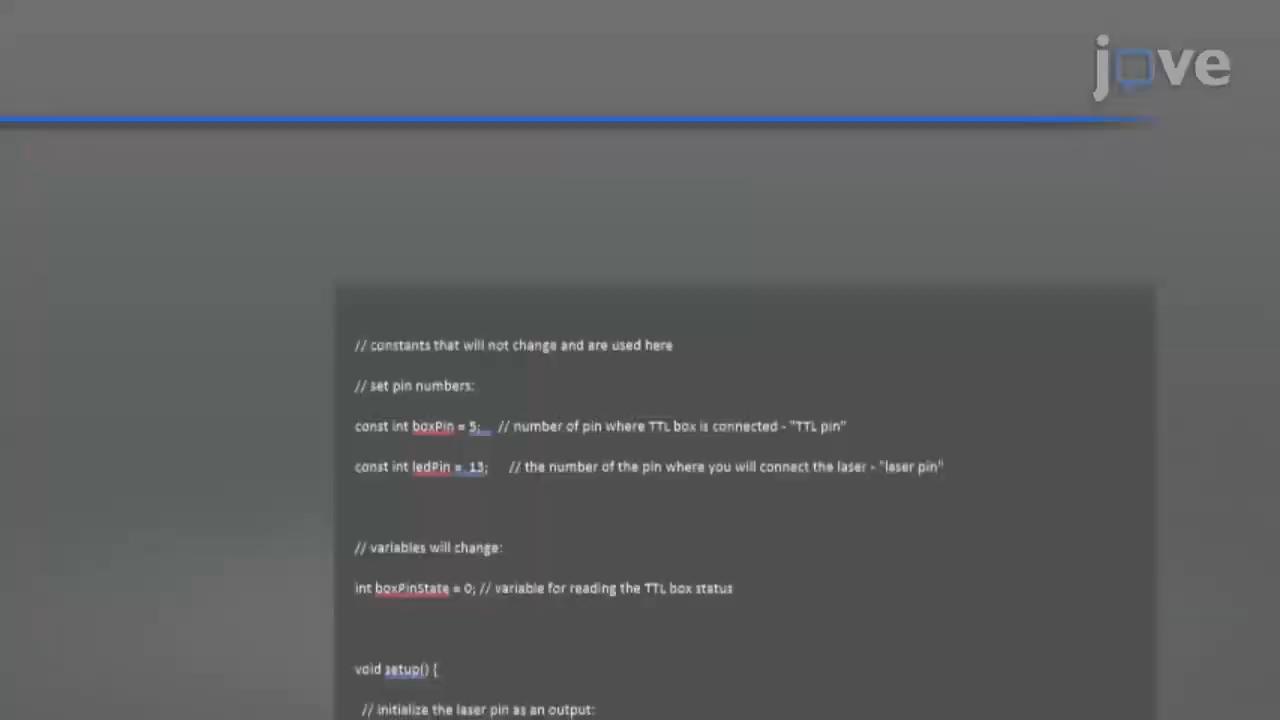 jove
// constants that will not change and are used here
// set pin numbers:
const int boxPin = 5; // number of pin where TTL box is connected - "TTL pin"
const int ledPin = 13; // the number of the pin where you will connect the laser - "laser pin"
// variables will change:
int boxPinState = 0; // variable for reading the TTL box status
void setup() {
// initialize the laser pin as an output: